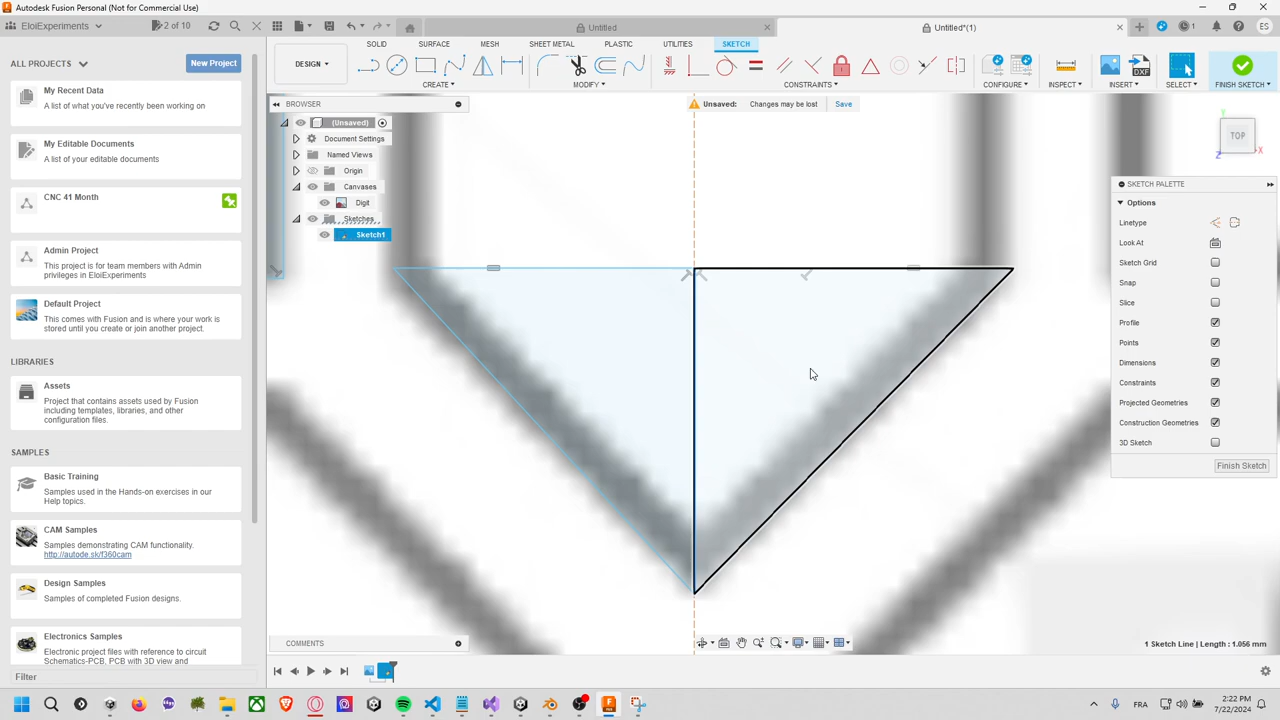 Autodesk Fusion Personal (Not for Commercial Use)
EloiExperiments
2 of 10
Untitled
Untitled*(1)
1
ES
ALL PROJECTS
New Project
My Recent Data
A list of what you've recently been working on
My Editable Documents
A list of your editable documents
CNC 41 Month
Admin Project
This project is for team members with Admin
privileges in EloiExperiments
Default Project
This comes with Fusion and is where your work is
stored until you create or join another project.
LIBRARIES
Assets
Project that contains assets used by Fusion
including templates, libraries, and other
configuration files.
SAMPLES
Basic Training
Samples used in the Hands-on exercises in our
Help topics.
CAM Samples
Samples demonstrating CAM functionality.
http://autode.sk/f360cam
Design Samples
Samples of completed Fusion designs.
Electronics Samples
Electronic project files with reference to circuit
Schematics-PCB, PCB with 3D view and
Filter
DESIGN
SOLID
SURFACE
MESH
SHEET METAL
PLASTIC
UTILITIES
SKETCH
CREATE
MODIFY
CONSTRAINTS
CONFIGURE
INSPECT
INSERT
SELECT
FINISH SKETCH
DXF
BROWSER
(Unsaved)
Document Settings
Named Views
Origin
Canvases
Digit
Sketches
Sketch1
Unsaved:
Changes may be lost
Save
TOP
Y
X
Z
SKETCH PALETTE
Options
Linetype
Look At
Sketch Grid
Snap
Slice
Profile
Points
Dimensions
Constraints
Projected Geometries
Construction Geometries
3D Sketch
Finish Sketch
COMMENTS
1 Sketch Line | Length : 1.056 mm
FRA
2:22 PM
7/22/2024